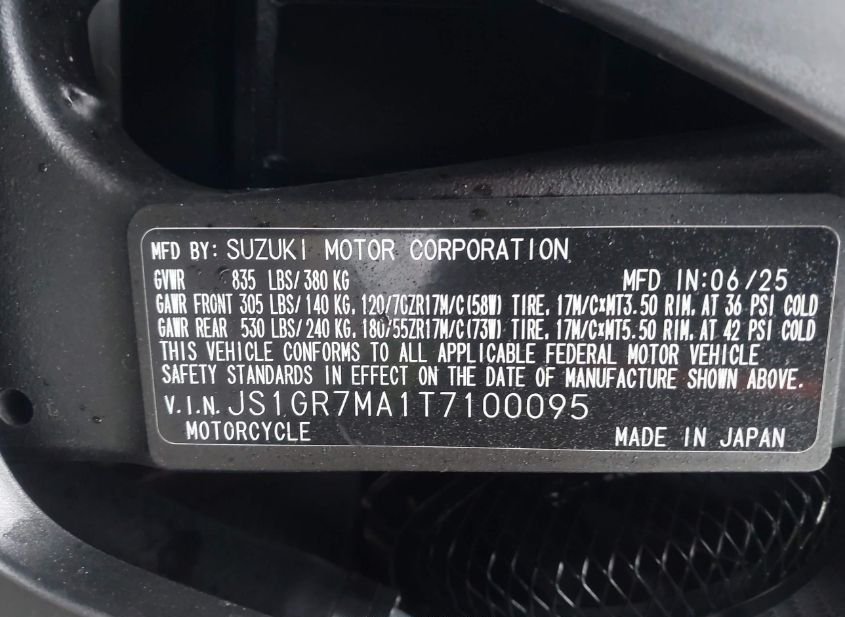 MFD BY: SUZUKI MOTOR CORPORATION
GVWR 835 LBS/380 KG MFD IN:06/25
GAWR FRONT 305 LBS/140 KG, 120/70ZR17M/C(58W) TIRE, 17M/C×MT3.50 RIM, AT 36 PSI COLD
GAWR REAR 530 LBS/240 KG, 180/55ZR17M/C(73W) TIRE, 17M/C×MT5.50 RIM, AT 42 PSI COLD
THIS VEHICLE CONFORMS TO ALL APPLICABLE FEDERAL MOTOR VEHICLE
SAFETY STANDARDS IN EFFECT ON THE DATE OF MANUFACTURE SHOWN ABOVE.
V.I.N. JS1GR7MA1T7100095
MOTORCYCLE MADE IN JAPAN